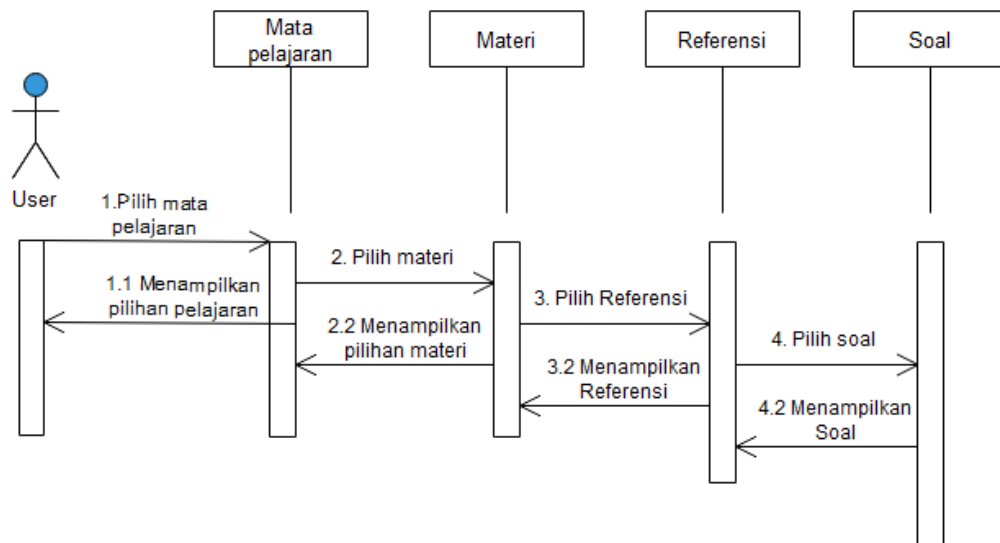 Mata
pelajaran
Materi
Referensi
Soal
User
1.Pilih mata
pelajaran
2. Pilih materi
1.1 Menampilkan
pilihan pelajaran
3. Pilih Referensi
2.2 Menampilkan
pilihan materi
4. Pilih soal
3.2 Menampilkan
Referensi
4.2 Menampilkan
Soal